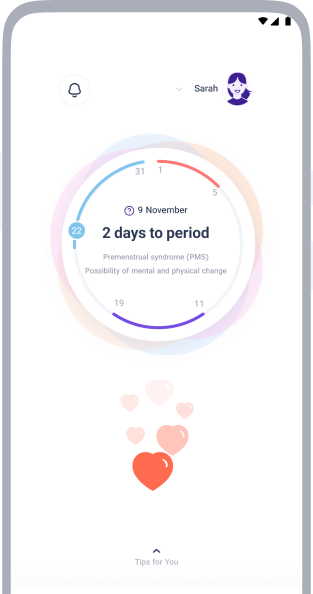 Sarah
31
1
5
22
9 November
2 days to period
Premenstrual syndrome (PMS)
Possibility of mental and physical change
19
11
Tips for You